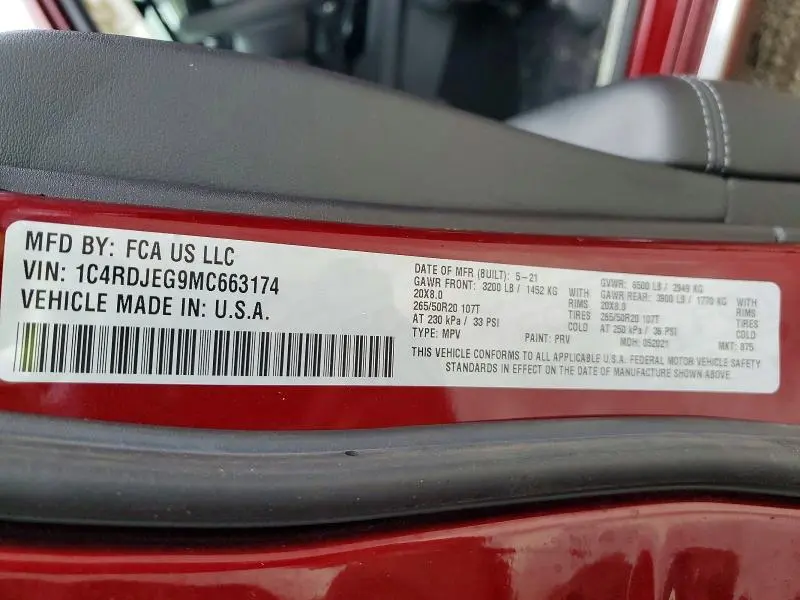 MFD BY: FCA US LLC
VIN: 1C4RDJEG9MC663174
VEHICLE MADE IN: U.S.A.
DATE OF MFR (BUILT): 5-21 GVWR: 6500 LB / 2949 KG
GAWR FRONT: 3200 LB / 1452 KG WITH GAWR REAR: 3900 LB / 1770 KG WITH
20X8.0 RIMS 20X8.0 RIMS
265/50R20 107T TIRES 265/50R20 107T TIRES
AT 230 kPa / 33 PSI COLD AT 250 kPa / 36 PSI COLD
TYPE: MPV PAINT: PRV MDH: 052021 MKT: 875
THIS VEHICLE CONFORMS TO ALL APPLICABLE U.S.A. FEDERAL MOTOR VEHICLE SAFETY
STANDARDS IN EFFECT ON THE DATE OF MANUFACTURE SHOWN ABOVE.